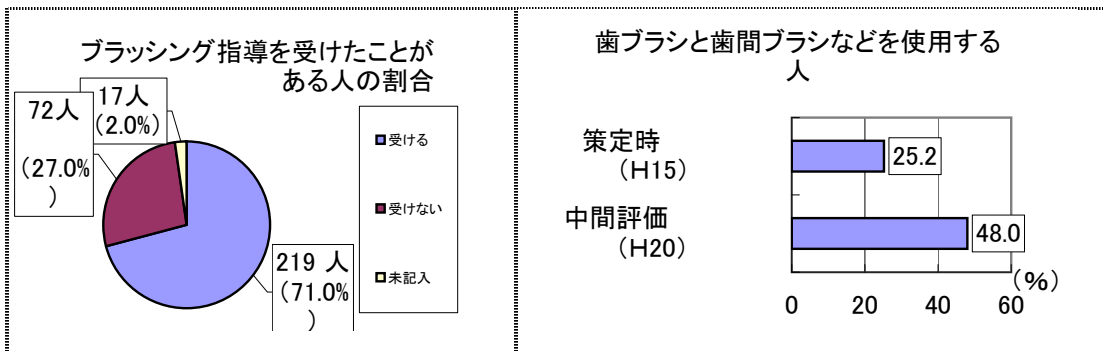 ブラッシング指導を受けたことが
ある人の割合
17人
(2.0%)
72人
(27.0%
)
219 人
(71.0%
)
受ける
受けない
未記入
歯ブラシと歯間ブラシなどを使用する
人
策定時
(H15)
25.2
中間評価
(H20)
48.0
(%)
0 20 40 60